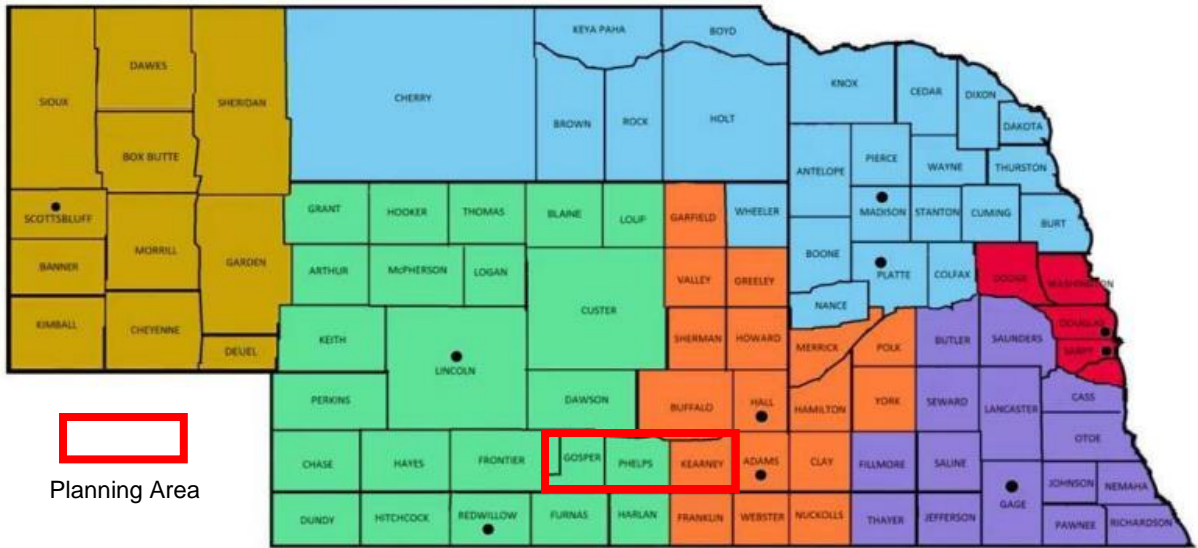 KEYA PAHA
BOYD
DAWES
SIOUX
SHERIDAN
CHERRY
KNOX
CEDAR
DIXON
BROWN
ROCK
HOLT
DAKOTA
BOX BUTTE
ANTELOPE
PIERCE
WAYNE
THURSTON
SCOTTSBLUFF
GRANT
HOOKER
THOMAS
BLAINE
LOUP
GARFIELD
WHEELER
MADISON
STANTON
CUMING
BURT
MORRILL
GARDEN
BANNER
ARTHUR
McPHERSON
LOGAN
VALLEY
GREELEY
BOONE
PLATTE
COLFAX
DODGE
WASHINGTON
NANCE
CUSTER
KIMBALL
CHEYENNE
KEITH
SHERMAN
HOWARD
MERRICK
POLK
BUTLER
SAUNDERS
DOUGLAS
SARPY
DEUEL
LINCOLN
PERKINS
DAWSON
BUFFALO
HALL
HAMILTON
YORK
SEWARD
LANCASTER
CASS
OTOE
CHASE
HAYES
FRONTIER
GOSPER
PHELPS
KEARNEY
ADAMS
CLAY
FILLMORE
SALINE
GAGE
JOHNSON
NEMAHA
Planning Area
DUNDY
HITCHCOCK
REDWILLOW
FURNAS
HARLAN
FRANKLIN
WEBSTER
NUCKOLLS
THAYER
JEFFERSON
PAWNEE
RICHARDSON